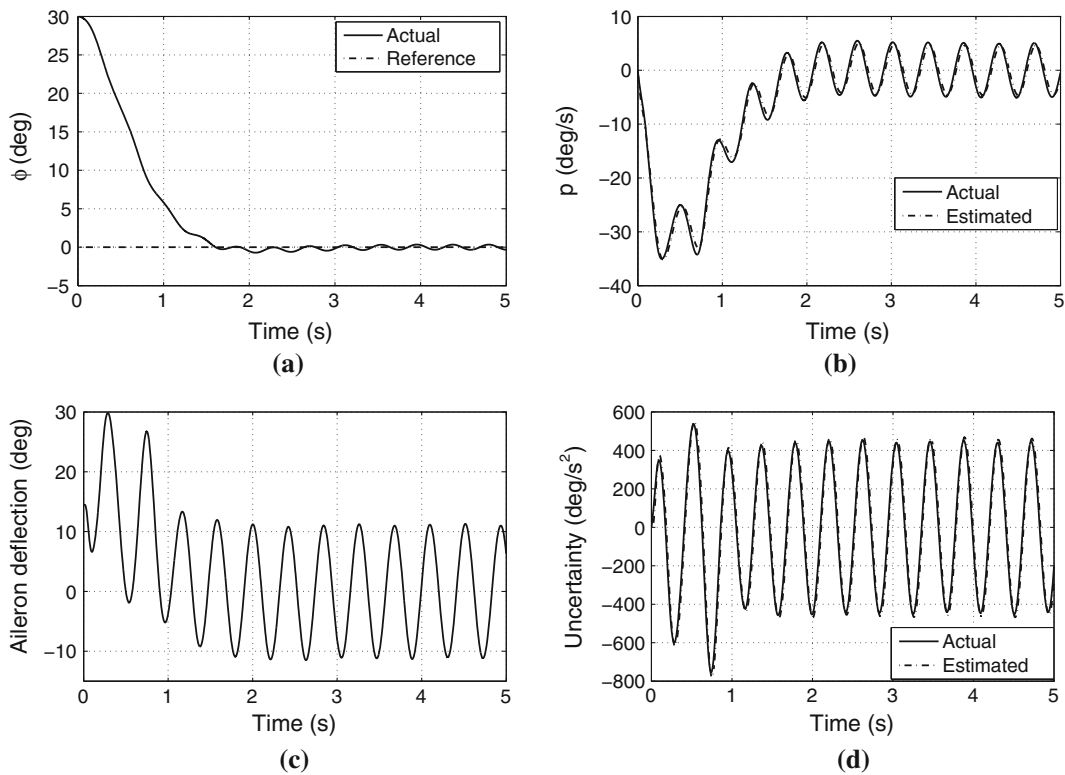 30
25
20
15
10
5
0
−5
0
1
2
3
4
5
ϕ (deg)
Time (s)
Actual
Reference
(a)
10
0
−10
−20
−30
−40
0
1
2
3
4
5
p (deg/s)
Time (s)
Actual
Estimated
(b)
30
20
10
0
−10
0
1
2
3
4
5
Aileron deflection (deg)
Time (s)
(c)
600
400
200
0
−200
−400
−600
−800
0
1
2
3
4
5
Uncertainty (deg/s²)
Time (s)
Actual
Estimated
(d)